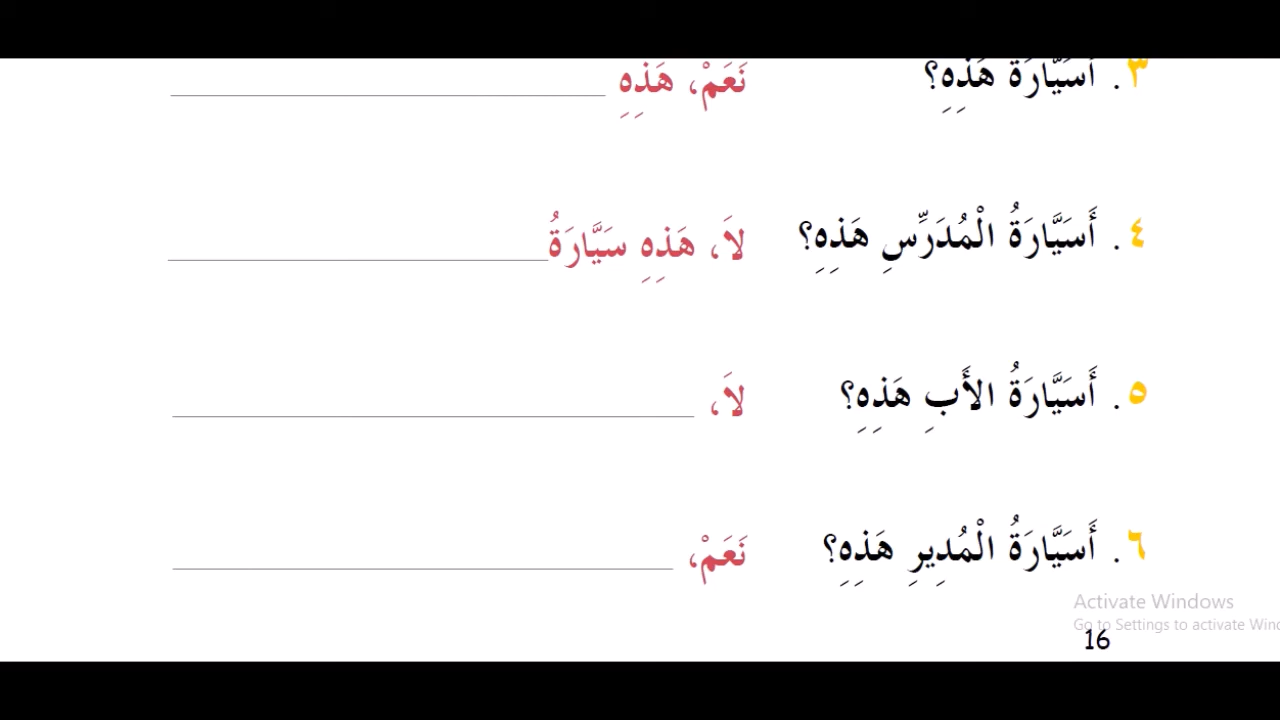 ٣. أَسَيَّارَةٌ هَذِهِ؟ نَعَمْ، هَذِهِ
٤. أَسَيَّارَةُ الْمُدَرِّسِ هَذِهِ؟ لاَ، هَذِهِ سَيَّارَةُ
٥. أَسَيَّارَةُ الأَبِ هَذِهِ؟ لاَ،
٦. أَسَيَّارَةُ الْمُدِيرِ هَذِهِ؟ نَعَمْ،
Activate Windows
Go to Settings to activate
16